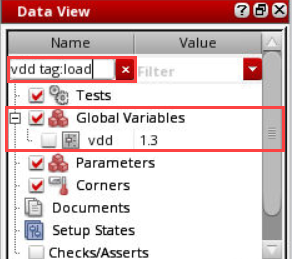 Data View
Name Value
vdd tag:load Filter
Tests
Global Variables
vdd 1.3
Parameters
Corners
Documents
Setup States
Checks/Asserts